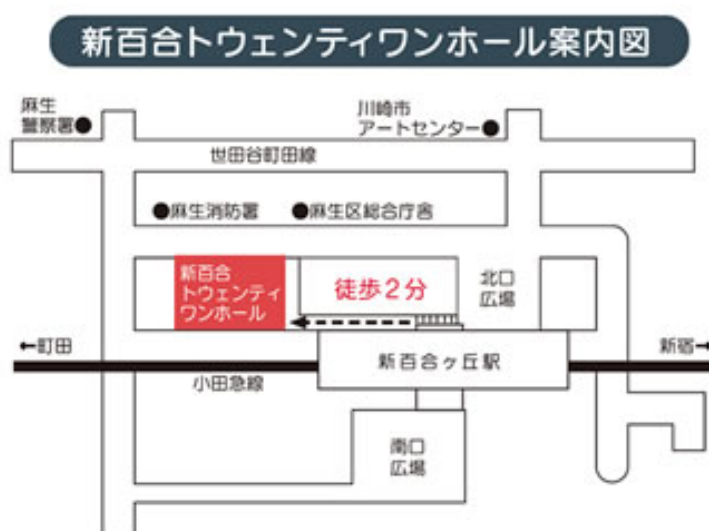 新百合トウェンティワンホール案内図
麻生
警察署●
川崎市
アートセンター●
世田谷町田線
●麻生消防署
●麻生区総合庁舎
新百合
トウェンティ
ワンホール
徒歩2分
北口
広場
←町田
新宿→
新百合ヶ丘駅
小田急線
南口
広場